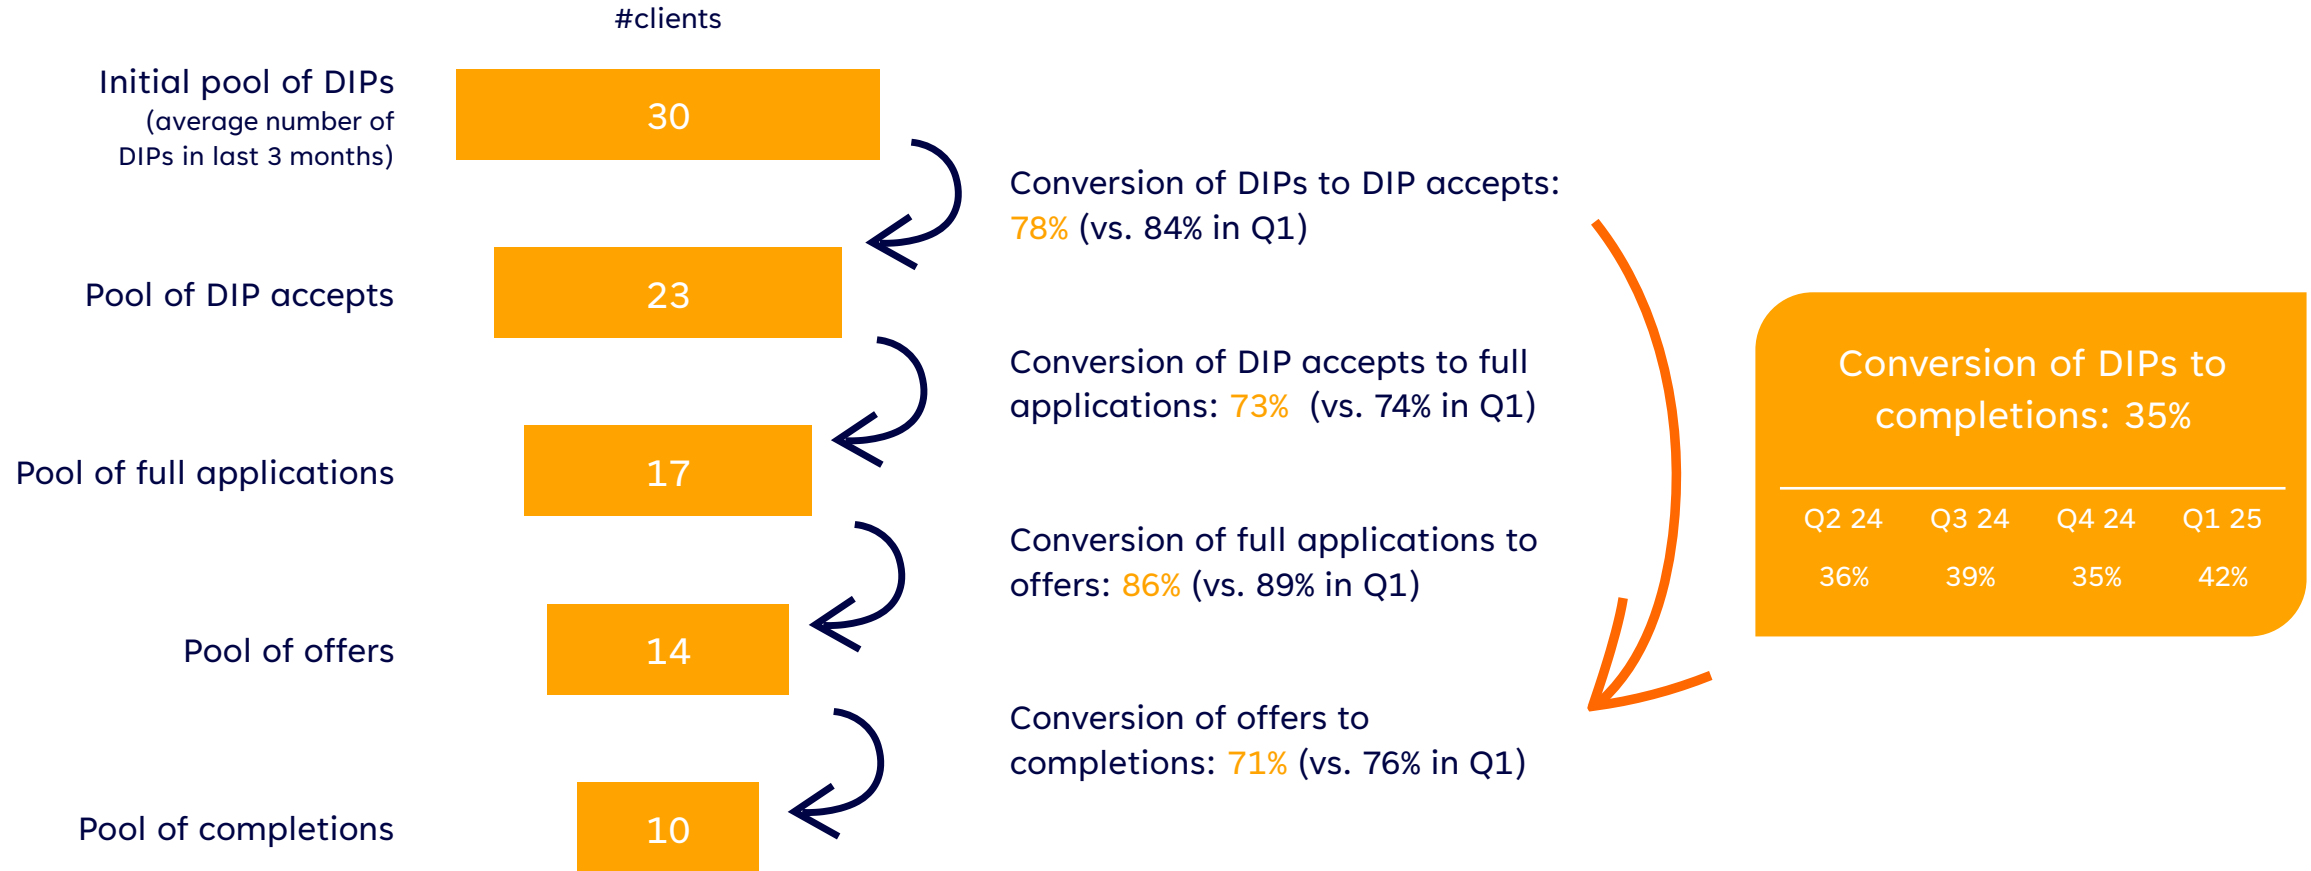 #clients
Initial pool of DIPs
(average number of
DIPs in last 3 months)
30
Conversion of DIPs to DIP accepts:
78% (vs. 84% in Q1)
Pool of DIP accepts
23
Conversion of DIP accepts to full
applications: 73% (vs. 74% in Q1)
Pool of full applications
17
Conversion of full applications to
offers: 86% (vs. 89% in Q1)
Pool of offers
14
Conversion of offers to
completions: 71% (vs. 76% in Q1)
Pool of completions
10
Conversion of DIPs to
completions: 35%
Q2 24 Q3 24 Q4 24 Q1 25
36% 39% 35% 42%